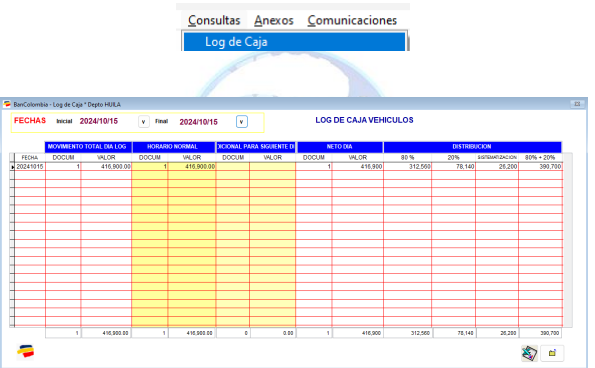 Consultas Anexos Comunicaciones
Log de Caja
BanColombia - Log de Caja * Depto HUILA
FECHAS Inicial 2024/10/15 v Final 2024/10/15 v LOG DE CAJA VEHICULOS
MOVIMIENTO TOTAL DIA LOG HORARIO NORMAL ICIONAL PARA SIGUIENTE DI NETO DIA DISTRIBUCION
FECHA DOCUM VALOR DOCUM VALOR DOCUM VALOR DOCUM VALOR 80 % 20% SISTEMATIZACION 80% + 20%
20241015 1 416,900.00 1 416,900.00 1 416,900 312,560 78,140 26,200 390,700
1 416,900.00 1 416,900.00 0 0.00 1 416,900 312,560 78,140 26,200 390,700